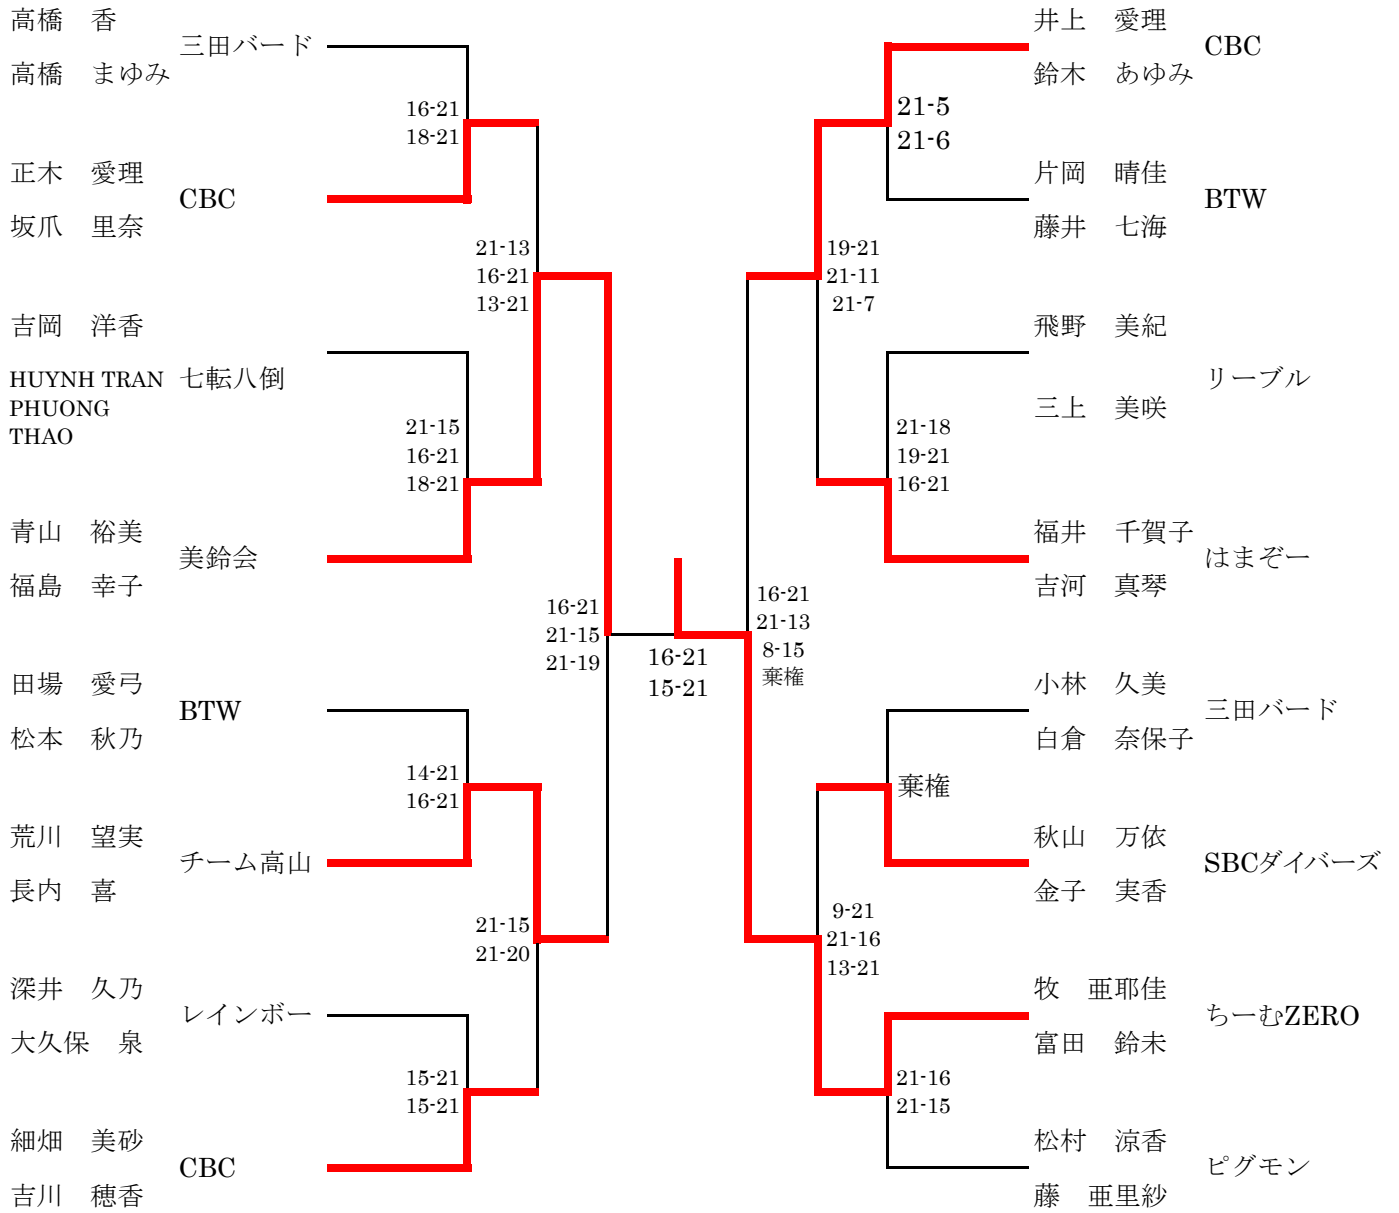 高橋　香
三田バード
高橋　まゆみ
16-21
18-21
正木　愛理
CBC
坂爪　里奈
21-13
16-21
13-21
吉岡　洋香
HUYNH TRAN
PHUONG
THAO
七転八倒
21-15
16-21
18-21
青山　裕美
美鈴会
福島　幸子
16-21
21-15
21-19
田場　愛弓
BTW
松本　秋乃
14-21
16-21
荒川　望実
チーム高山
長内　喜
21-15
21-20
深井　久乃
レインボー
大久保　泉
15-21
15-21
細畑　美砂
CBC
吉川　穂香
16-21
15-21
井上　愛理
CBC
鈴木　あゆみ
21-5
21-6
片岡　晴佳
BTW
藤井　七海
19-21
21-11
21-7
飛野　美紀
リーブル
三上　美咲
21-18
19-21
16-21
福井　千賀子
はまぞー
吉河　真琴
16-21
21-13
8-15
棄権
小林　久美
三田バード
白倉　奈保子
棄権
秋山　万依
SBCダイバーズ
金子　実香
9-21
21-16
13-21
牧　亜耶佳
ちーむZERO
富田　鈴未
21-16
21-15
松村　涼香
ピグモン
藤　亜里紗